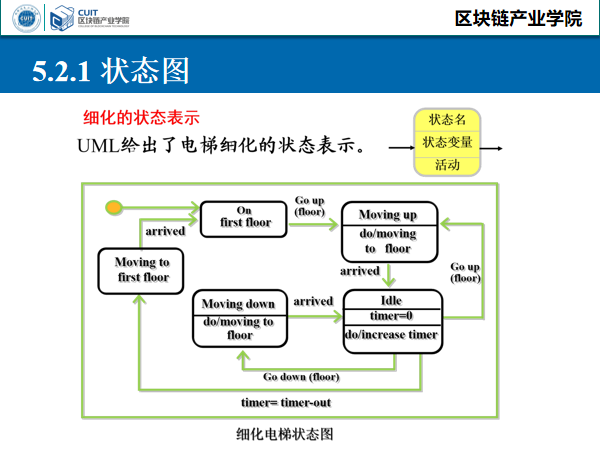 CUIT
区块链产业学院
区块链产业学院
5.2.1 状态图
细化的状态表示
UML给出了电梯细化的状态表示。
状态名
状态变量
活动
On
first floor
Go up
(floor)
Moving up
do/moving
to floor
arrived
Moving to
first floor
arrived
Go up
(floor)
Moving down
do/moving to
floor
arrived
Idle
timer=0
do/increase timer
Go down (floor)
timer= timer-out
细化电梯状态图